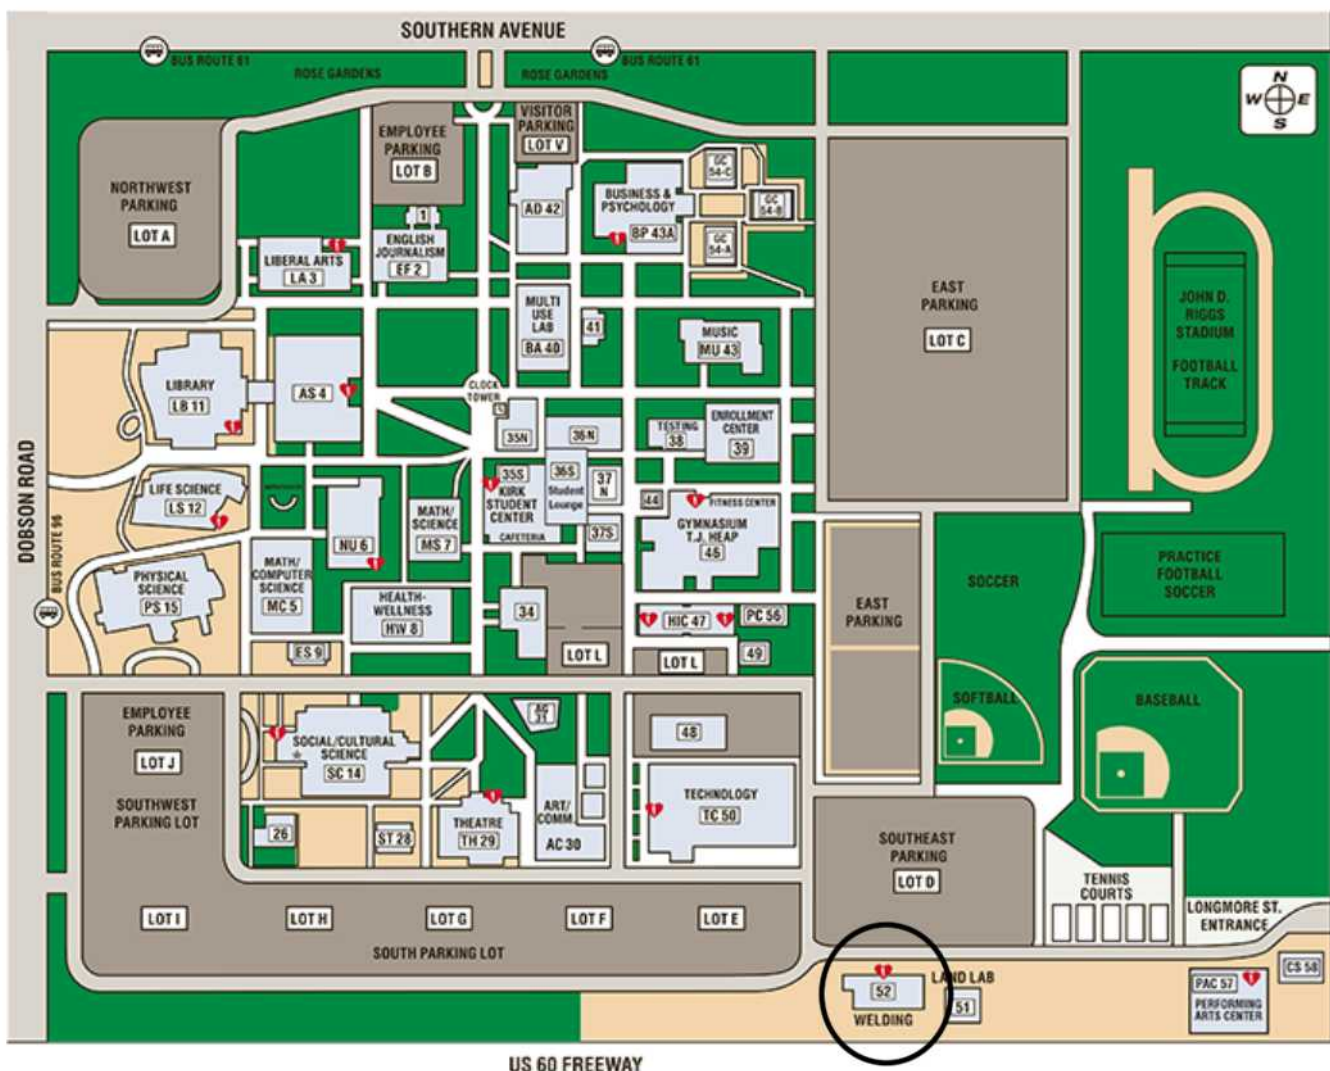 SOUTHERN AVENUE
BUS ROUTE 61
BUS ROUTE 61
ROSE GARDENS
ROSE GARDENS
N
W E
S
VISITOR
PARKING
LOT V
EMPLOYEE
PARKING
LOT B
NORTHWEST
PARKING
LOT A
1
AD 42
BUSINESS &
PSYCHOLOGY
BP 43A
GC
54-C
GC
54-B
GC
54-A
LIBERAL ARTS
LA 3
ENGLISH
JOURNALISM
EF 2
EAST
PARKING
LOT C
JOHN D.
RIGGS
STADIUM
FOOTBALL
TRACK
MULTI
USE
LAB
BA 40
41
MUSIC
MU 43
LIBRARY
LB 11
AS 4
CLOCK
TOWER
35N
36N
TESTING
38
ENROLLMENT
CENTER
39
DOBSON ROAD
BUS ROUTE 96
LIFE SCIENCE
LS 12
NU 6
MATH/
SCIENCE
MS 7
35S
KIRK
STUDENT
CENTER
CAFETERIA
36S
Student
Lounge
37
N
37S
44
FITNESS CENTER
GYMNASIUM
T.J. HEAP
46
PHYSICAL
SCIENCE
PS 15
MATH/
COMPUTER
SCIENCE
MC 5
HEALTH-
WELLNESS
HW 8
34
HIC 47
PC 56
49
ES 9
LOT L
LOT L
EAST
PARKING
SOCCER
PRACTICE
FOOTBALL
SOCCER
SOFTBALL
BASEBALL
EMPLOYEE
PARKING
LOT J
SOUTHWEST
PARKING LOT
SOCIAL/CULTURAL
SCIENCE
SC 14
AG
31
48
TECHNOLOGY
TC 50
26
ST 28
THEATRE
TH 29
ART/
COMM.
AC 30
SOUTHEAST
PARKING
LOT D
TENNIS
COURTS
LONGMORE ST.
ENTRANCE
LOT I
LOT H
LOT G
LOT F
LOT E
SOUTH PARKING LOT
52
WELDING
LAND LAB
51
PAC 57
PERFORMING
ARTS CENTER
CS 58
US 60 FREEWAY